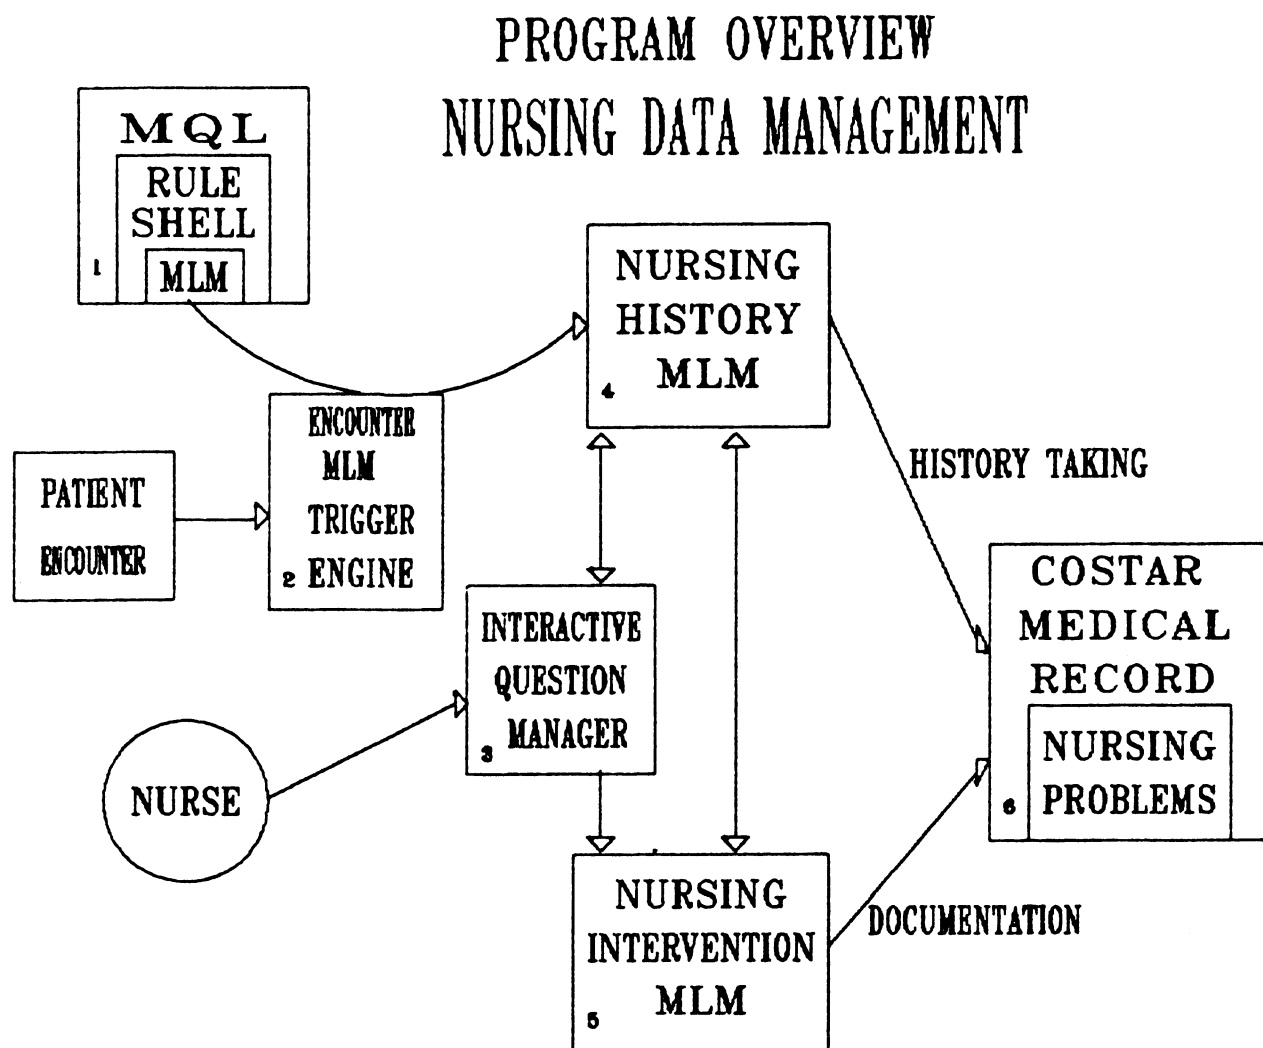 PROGRAM OVERVIEW
NURSING DATA MANAGEMENT
MQL
RULE
SHELL
1
MLM
NURSING
HISTORY
MLM
4
ENCOUNTER
MLM
TRIGGER
2 ENGINE
PATIENT
ENCOUNTER
HISTORY TAKING
INTERACTIVE
QUESTION
MANAGER
3
COSTAR
MEDICAL
RECORD
NURSING
PROBLEMS
6
NURSE
NURSING
INTERVENTION
MLM
5
DOCUMENTATION